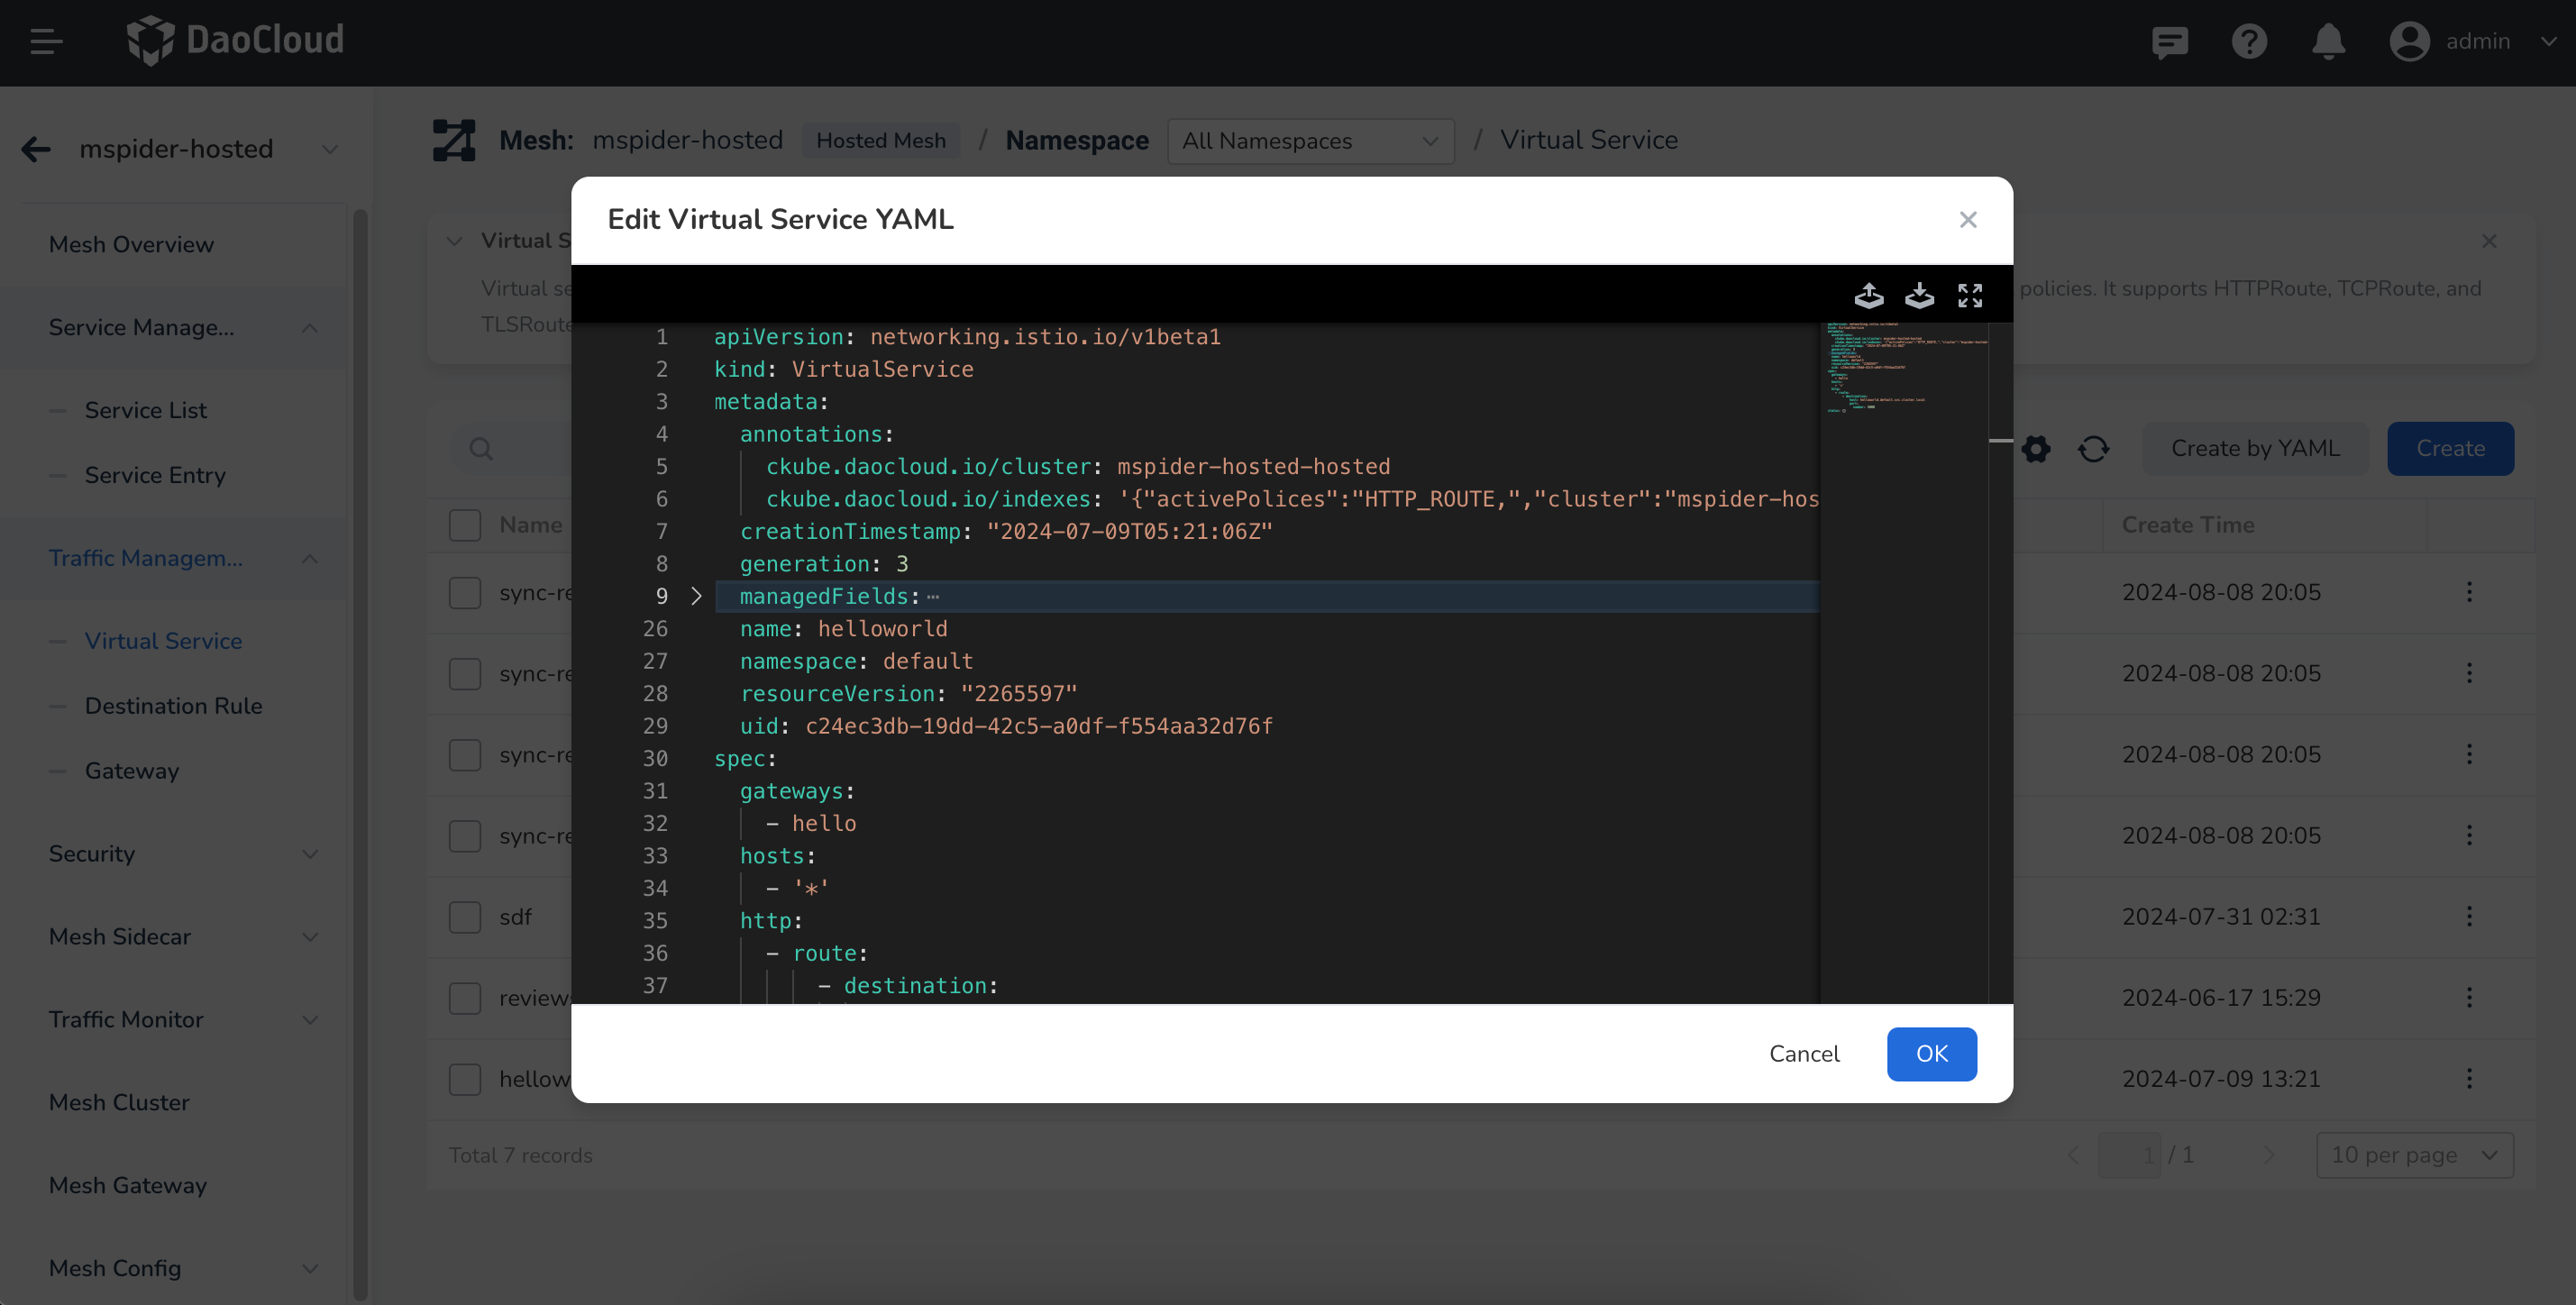 DaoCloud
admin
mspider-hosted
Mesh: mspider-hosted Hosted Mesh / Namespace All Namespaces / Virtual Service
Mesh Overview
Service Manage...
Service List
Service Entry
Traffic Managem...
Virtual Service
Destination Rule
Gateway
Security
Mesh Sidecar
Traffic Monitor
Mesh Cluster
Mesh Gateway
Mesh Config
Virtual S
Virtual se
policies. It supports HTTPRoute, TCPRoute, and
TLSRoute
Create by YAML
Create
Name
Create Time
sync-re
2024-08-08 20:05
sync-re
2024-08-08 20:05
sync-re
2024-08-08 20:05
sync-re
2024-08-08 20:05
sdf
2024-07-31 02:31
review
2024-06-17 15:29
hellow
2024-07-09 13:21
Total 7 records
1 / 1
10 per page
Edit Virtual Service YAML
1 apiVersion: networking.istio.io/v1beta1
2 kind: VirtualService
3 metadata:
4 annotations:
5 ckube.daocloud.io/cluster: mspider-hosted-hosted
6 ckube.daocloud.io/indexes: '{"activePolices":"HTTP_ROUTE,","cluster":"mspider-hos
7 creationTimestamp: "2024-07-09T05:21:06Z"
8 generation: 3
9 managedFields: ⋯
26 name: helloworld
27 namespace: default
28 resourceVersion: "2265597"
29 uid: c24ec3db-19dd-42c5-a0df-f554aa32d76f
30 spec:
31 gateways:
32 - hello
33 hosts:
34 - '*'
35 http:
36 - route:
37 - destination:
Cancel
OK